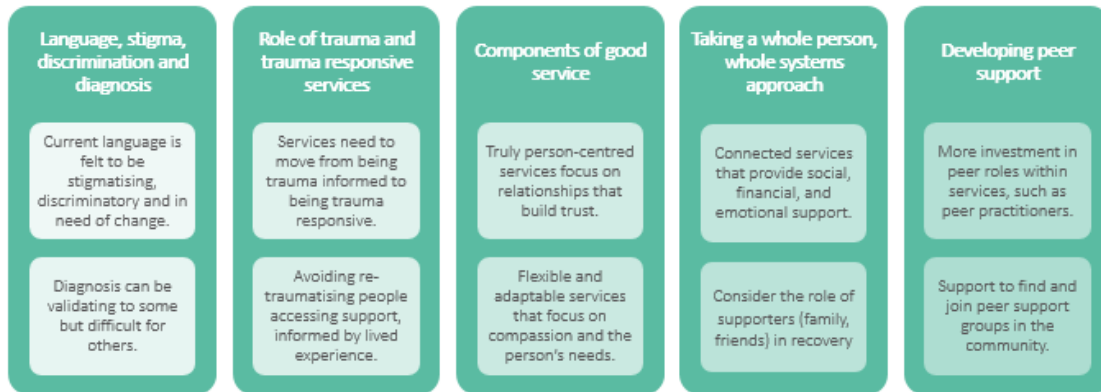 Language, stigma,
discrimination and
diagnosis
Current language is
felt to be
stigmatising,
discriminatory and in
need of change.
Diagnosis can be
validating to some
but difficult for
others.
Role of trauma and
trauma responsive
services
Services need to
move from being
trauma informed to
being trauma
responsive.
Avoiding re-
traumatising people
accessing support,
informed by lived
experience.
Components of good
service
Truly person-centred
services focus on
relationships that
build trust.
Flexible and
adaptable services
that focus on
compassion and the
person's needs.
Taking a whole person,
whole systems
approach
Connected services
that provide social,
financial, and
emotional support.
Consider the role of
supporters (family,
friends) in recovery
Developing peer
support
More investment in
peer roles within
services, such as
peer practitioners.
Support to find and
join peer support
groups in the
community.